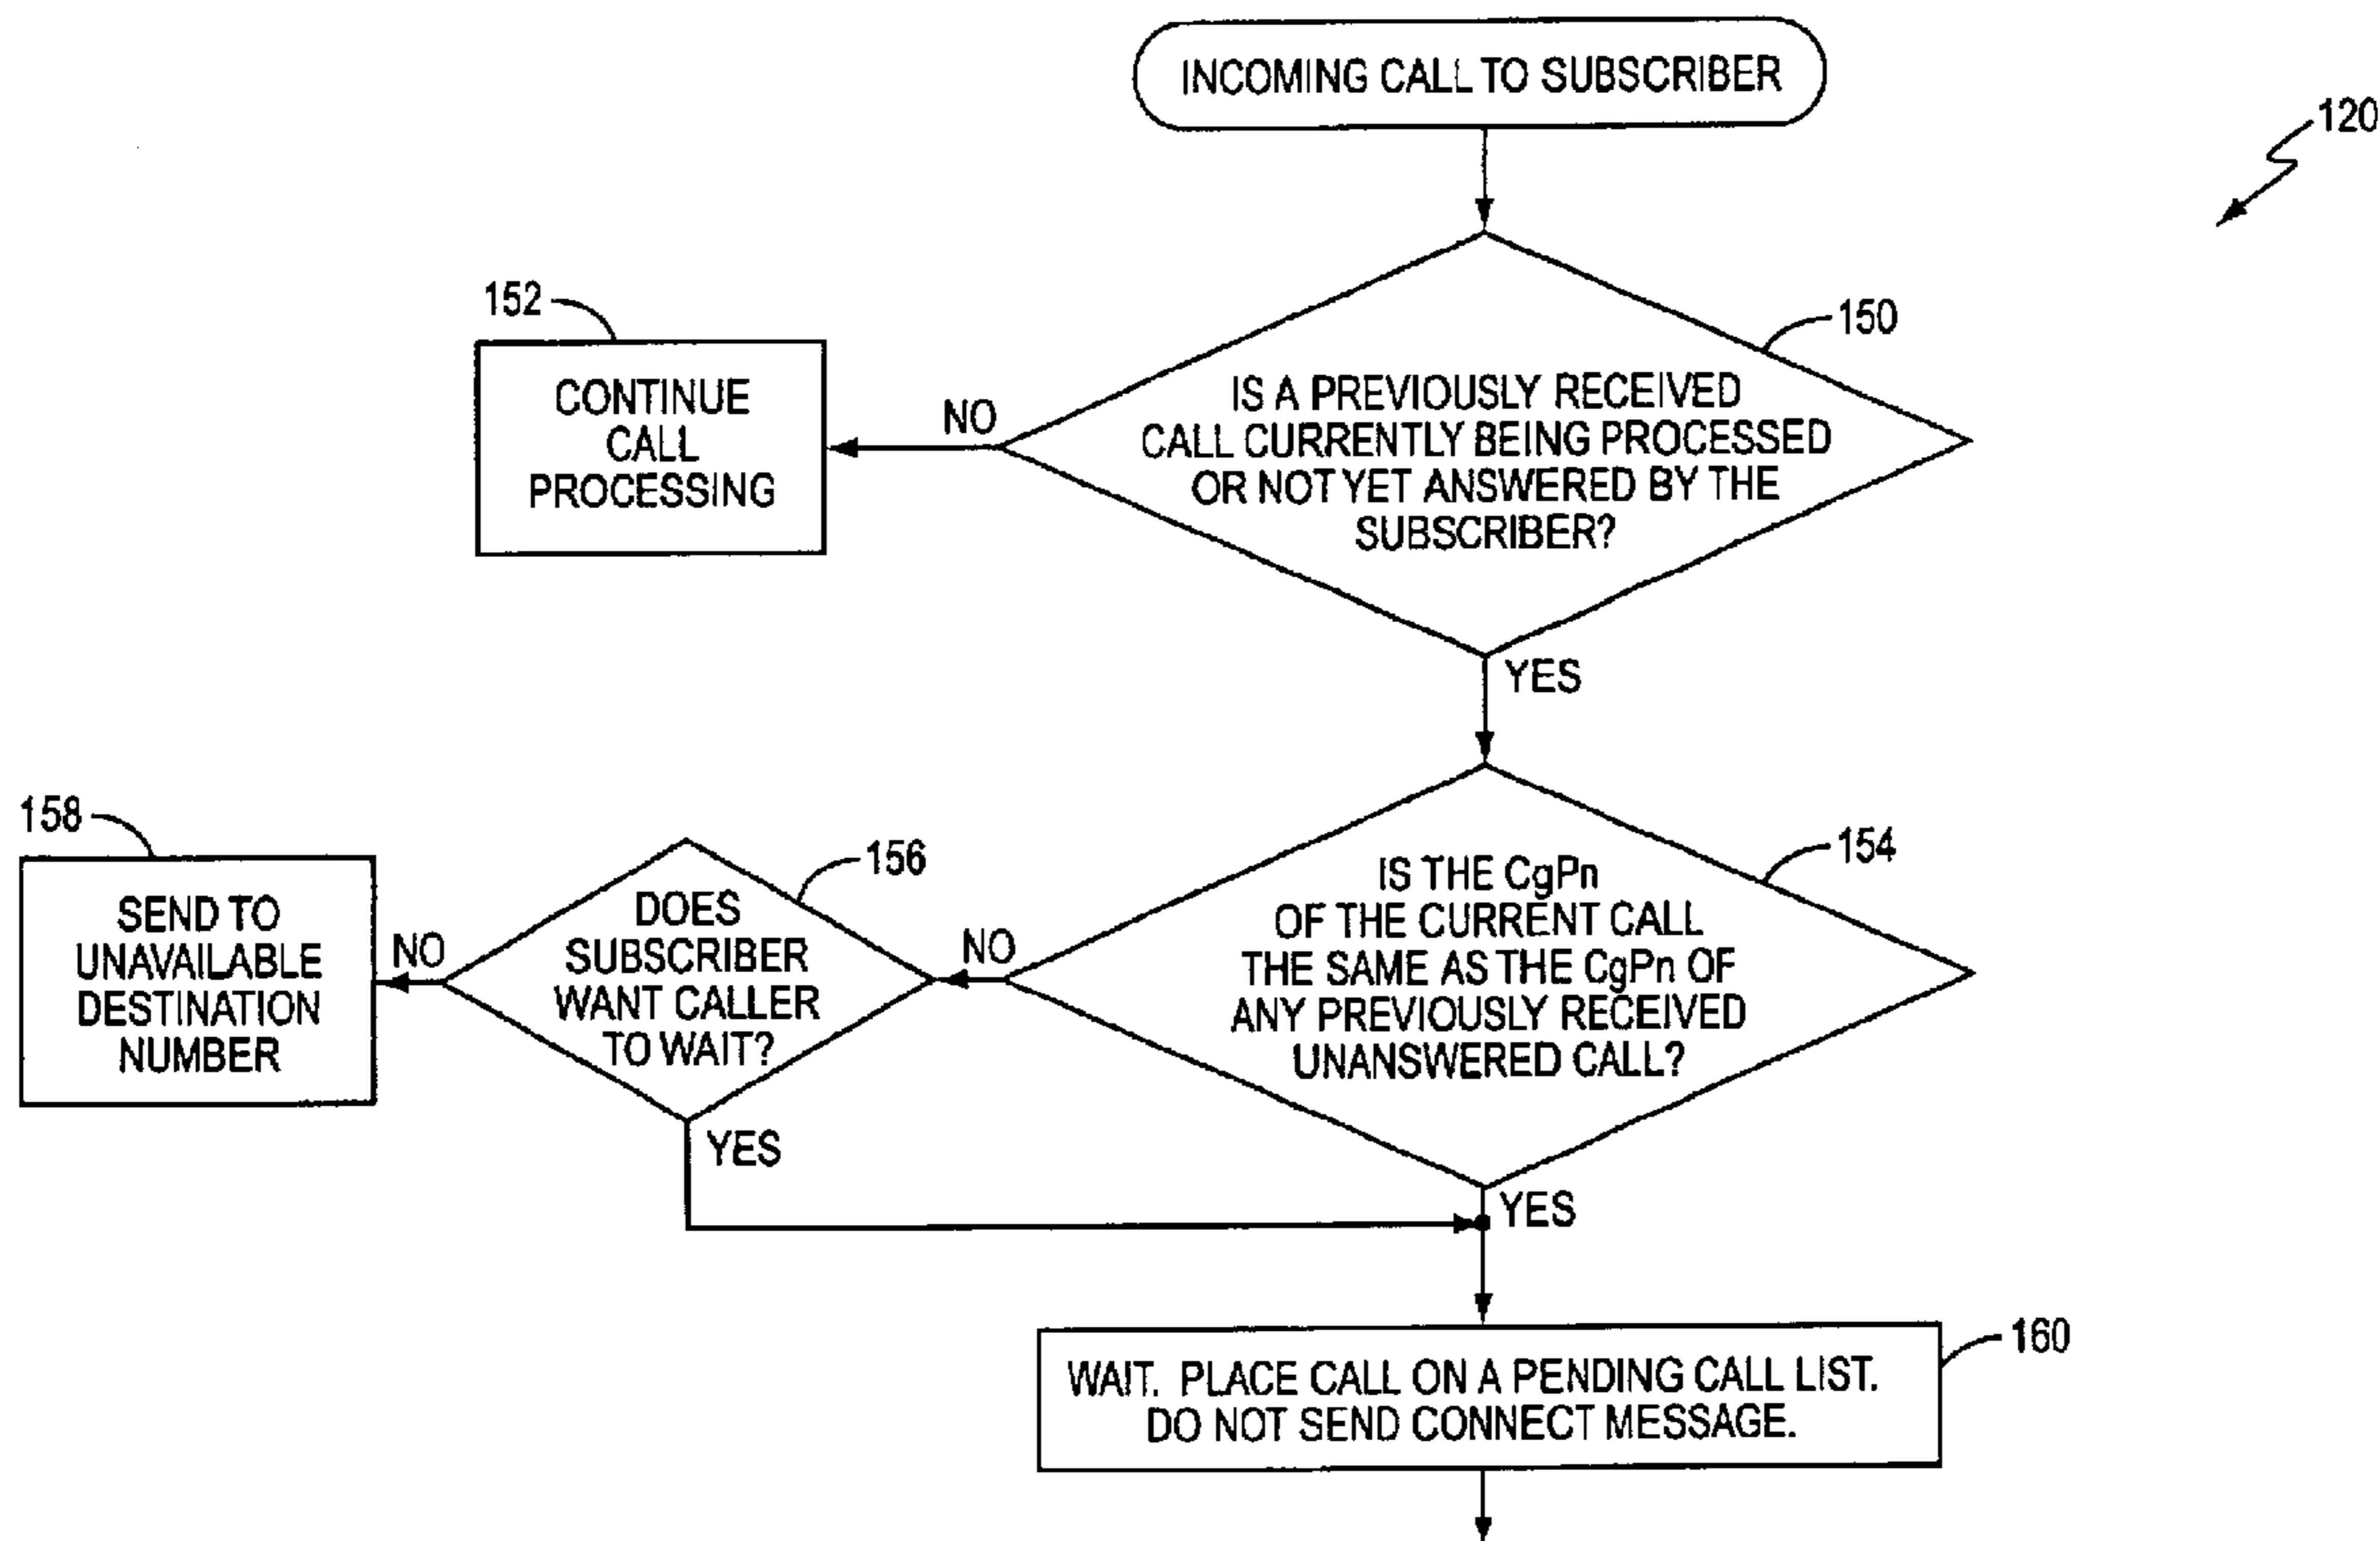 INCOMING CALL TO SUBSCRIBER
120
150
IS A PREVIOUSLY RECEIVED
CALL CURRENTLY BEING PROCESSED
OR NOT YET ANSWERED BY THE
SUBSCRIBER?
NO
152
CONTINUE
CALL
PROCESSING
YES
154
IS THE CgPn
OF THE CURRENT CALL
THE SAME AS THE CgPn OF
ANY PREVIOUSLY RECEIVED
UNANSWERED CALL?
NO
156
DOES
SUBSCRIBER
WANT CALLER
TO WAIT?
NO
158
SEND TO
UNAVAILABLE
DESTINATION
NUMBER
YES
YES
160
WAIT. PLACE CALL ON A PENDING CALL LIST.
DO NOT SEND CONNECT MESSAGE.